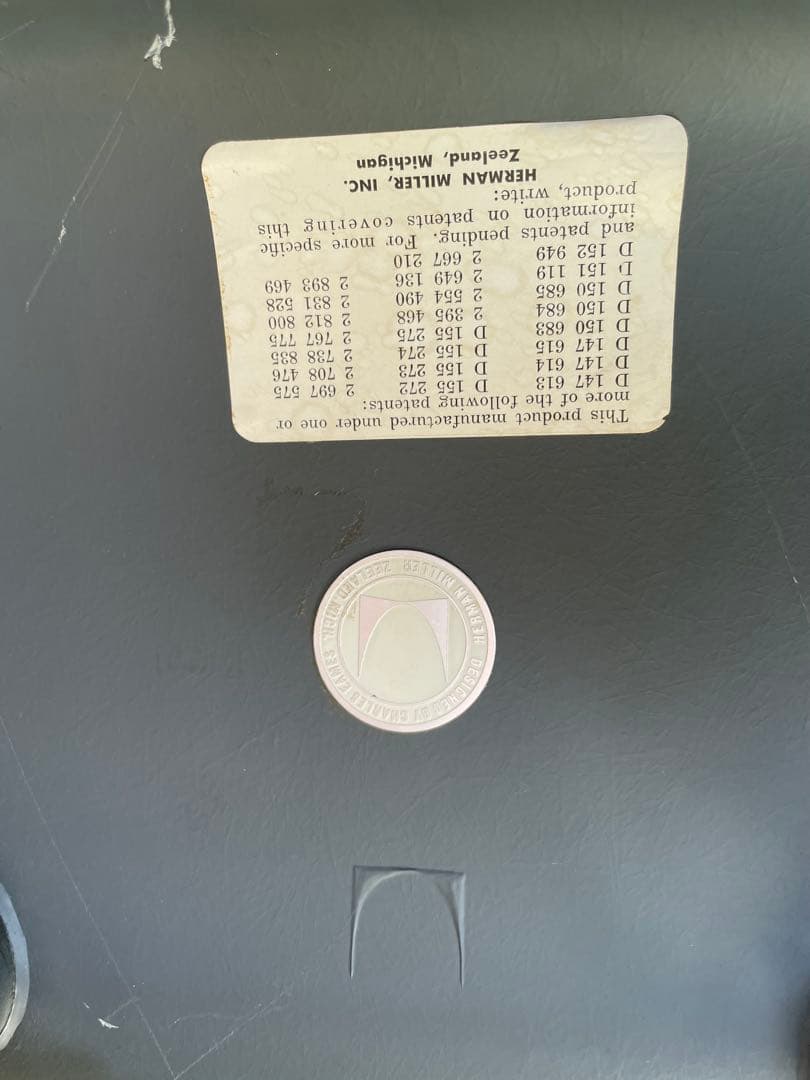 This product manufactured under one or
more of the following patents:
D 147 613 D 155 272 2 697 575
D 147 614 D 155 273 2 708 476
D 147 615 D 155 274 2 738 835
D 150 683 D 155 275 2 767 775
D 150 684 2 395 468 2 812 800
D 150 685 2 554 490 2 831 528
D 151 119 2 649 136 2 893 469
D 152 949 2 667 210
and patents pending. For more specific
information on patents covering this
product, write:
HERMAN MILLER, INC.
Zeeland, Michigan
HERMAN MILLER ZEELAND MICH.
DESIGNED BY CHARLES EAMES